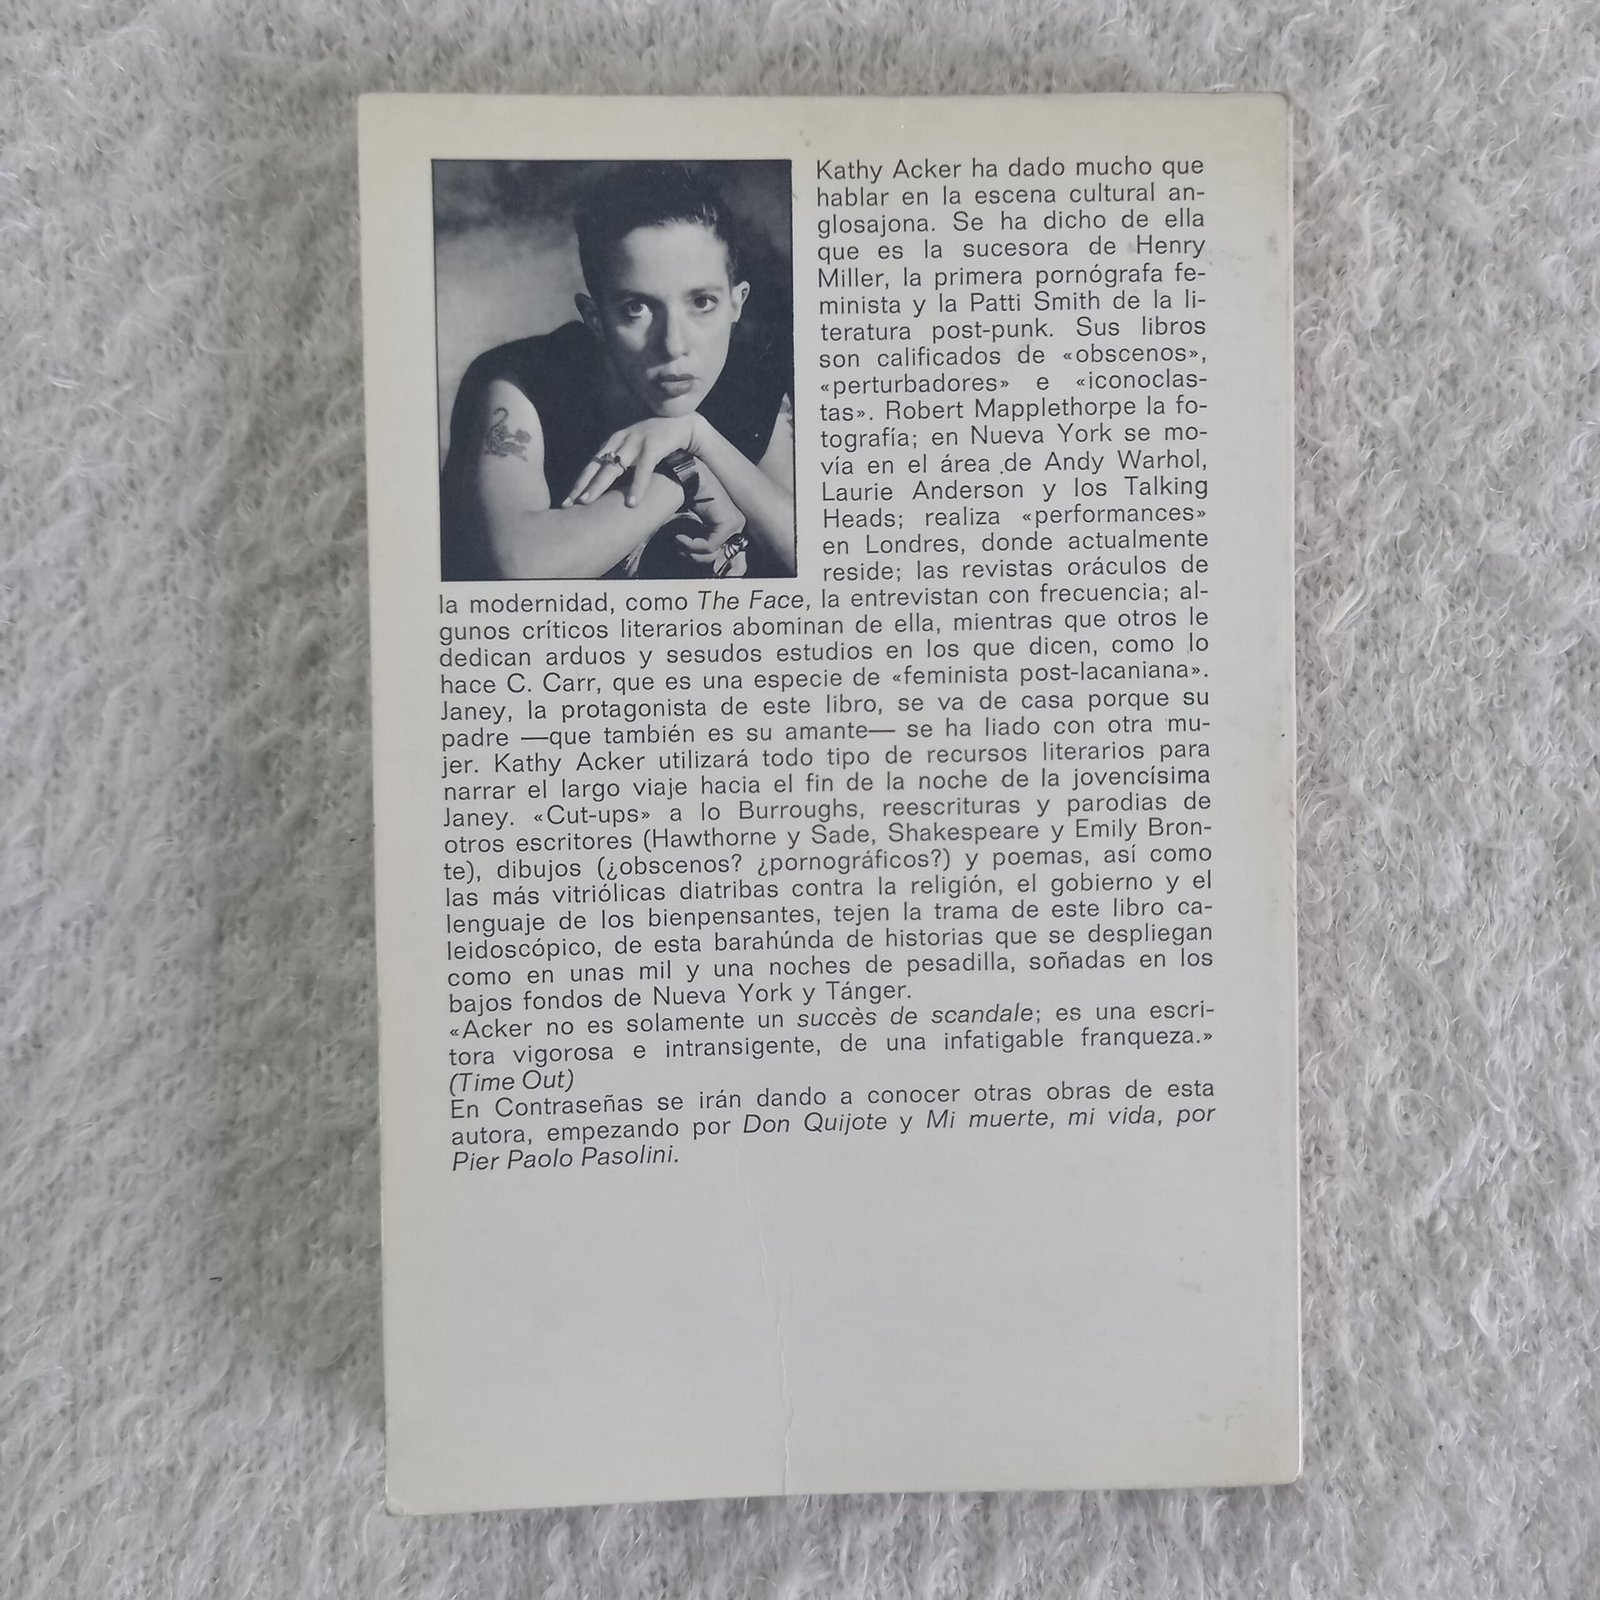 Kathy Acker ha dado mucho que
hablar en la escena cultural an-
glosajona. Se ha dicho de ella
que es la sucesora de Henry
Miller, la primera pornógrafa fe-
minista y la Patti Smith de la li-
teratura post-punk. Sus libros
son calificados de «obscenos»,
«perturbadores» e «iconoclas-
tas». Robert Mapplethorpe la fo-
tografía; en Nueva York se mo-
vía en el área de Andy Warhol,
Laurie Anderson y los Talking
Heads; realiza «performances»
en Londres, donde actualmente
reside; las revistas oráculos de
la modernidad, como The Face, la entrevistan con frecuencia; al-
gunos críticos literarios abominan de ella, mientras que otros le
dedican arduos y sesudos estudios en los que dicen, como lo
hace C. Carr, que es una especie de «feminista post-lacaniana».
Janey, la protagonista de este libro, se va de casa porque su
padre —que también es su amante— se ha liado con otra mu-
jer. Kathy Acker utilizará todo tipo de recursos literarios para
narrar el largo viaje hacia el fin de la noche de la jovencísima
Janey. «Cut-ups» a lo Burroughs, reescrituras y parodias de
otros escritores (Hawthorne y Sade, Shakespeare y Emily Bron-
te), dibujos (¿obscenos? ¿pornográficos?) y poemas, así como
las más vitriólicas diatribas contra la religión, el gobierno y el
lenguaje de los bienpensantes, tejen la trama de este libro ca-
leidoscópico, de esta barahúnda de historias que se despliegan
como en unas mil y una noches de pesadilla, soñadas en los
bajos fondos de Nueva York y Tánger.
«Acker no es solamente un succès de scandale; es una escri-
tora vigorosa e intransigente, de una infatigable franqueza.»
(Time Out)
En Contraseñas se irán dando a conocer otras obras de esta
autora, empezando por Don Quijote y Mi muerte, mi vida, por
Pier Paolo Pasolini.